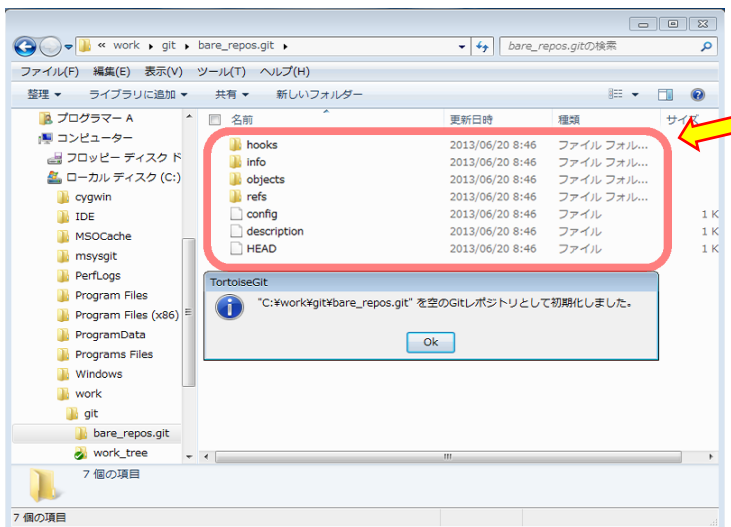 « work ▸ git ▸ bare_repos.git ▸
bare_repos.gitの検索
ファイル(F) 編集(E) 表示(V) ツール(T) ヘルプ(H)
整理 ▼ ライブラリに追加 ▼ 共有 ▼ 新しいフォルダー
名前 更新日時 種類 サイズ
hooks 2013/06/20 8:46 ファイル フォル...
info 2013/06/20 8:46 ファイル フォル...
objects 2013/06/20 8:46 ファイル フォル...
refs 2013/06/20 8:46 ファイル フォル...
config 2013/06/20 8:46 ファイル 1 K
description 2013/06/20 8:46 ファイル 1 K
HEAD 2013/06/20 8:46 ファイル 1 K
プログラマー A
コンピューター
フロッピー ディスク ド
ローカル ディスク (C:)
cygwin
IDE
MSOCache
msysgit
PerfLogs
Program Files
Program Files (x86)
ProgramData
Programs Files
Windows
work
git
bare_repos.git
work_tree
TortoiseGit
"C:¥work¥git¥bare_repos.git" を空のGitレポジトリとして初期化しました。
Ok
7 個の項目
7 個の項目